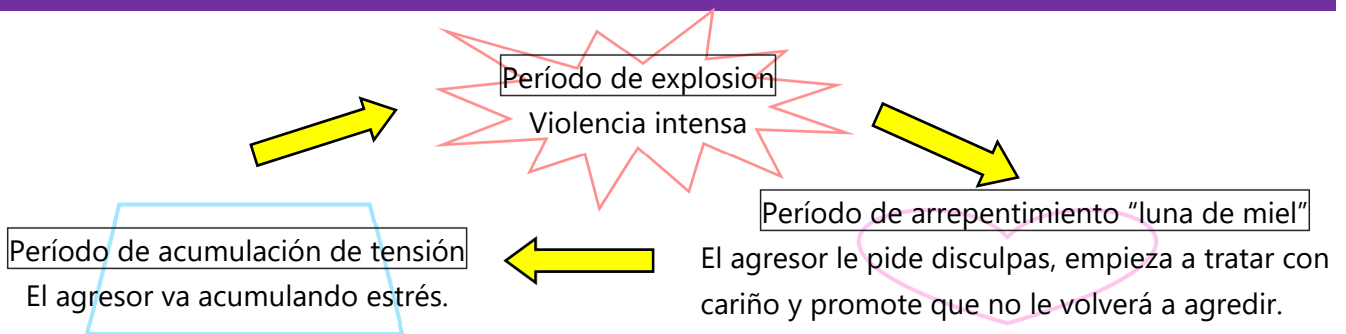 Período de explosion
Violencia intensa
Período de arrepentimiento “luna de miel”
El agresor le pide disculpas, empieza a tratar con
cariño y promote que no le volverá a agredir.
Período de acumulación de tensión
El agresor va acumulando estrés.